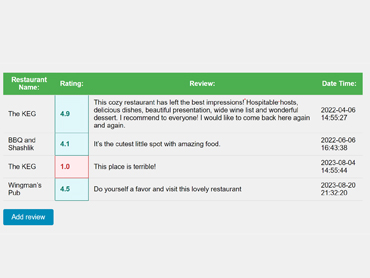 Restaurant Name: Rating: Review: Date Time:
The KEG 4.9 This cozy restaurant has left the best impressions! Hospitable hosts, 2022-04-06
delicious dishes, beautiful presentation, wide wine list and wonderful 14:55:27
dessert. I recommend to everyone! I would like to come back here again
and again.
BBQ and 4.1 It's the cutest little spot with amazing food. 2022-06-06
Shashlik 16:43:38
The KEG 1.0 This place is terrible! 2023-08-04
14:55:44
Wingman's 4.5 Do yourself a favor and visit this lovely restaurant 2023-08-20
Pub 21:32:20
Add review